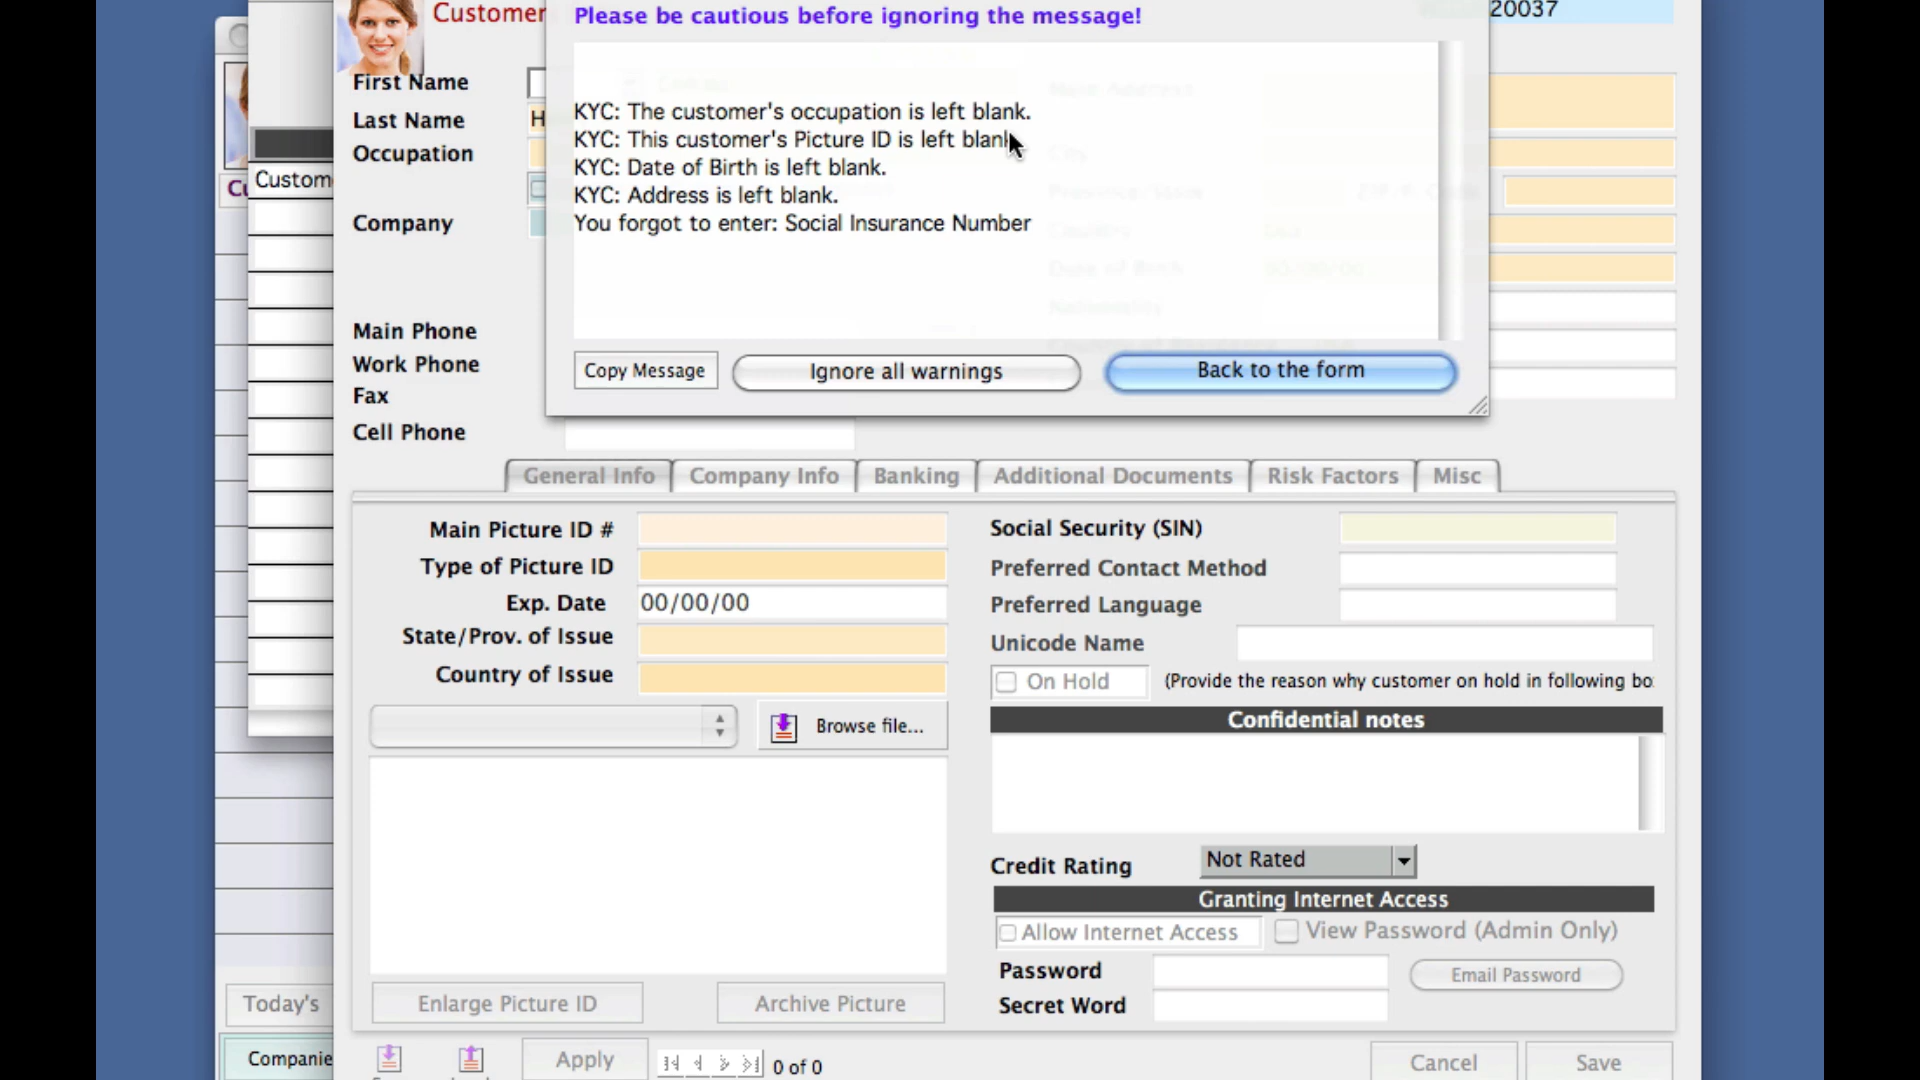 20037
Customer
Please be cautious before ignoring the message!
First Name
Last Name
H
Occupation
KYC: The customer's occupation is left blank.
KYC: This customer's Picture ID is left blank
KYC: Date of Birth is left blank.
KYC: Address is left blank.
You forgot to enter: Social Insurance Number
Custom
Cu
Company
Main Phone
Work Phone
Fax
Cell Phone
Copy Message
Ignore all warnings
Back to the form
General Info
Company Info
Banking
Additional Documents
Risk Factors
Misc
Main Picture ID #
Type of Picture ID
Exp. Date 00/00/00
State/Prov. of Issue
Country of Issue
Browse file...
Enlarge Picture ID
Archive Picture
Social Security (SIN)
Preferred Contact Method
Preferred Language
Unicode Name
On Hold
(Provide the reason why customer on hold in following bo
Confidential notes
Credit Rating Not Rated
Granting Internet Access
Allow Internet Access
View Password (Admin Only)
Password
Email Password
Secret Word
Today's
Companie
Apply
0 of 0
Cancel
Save